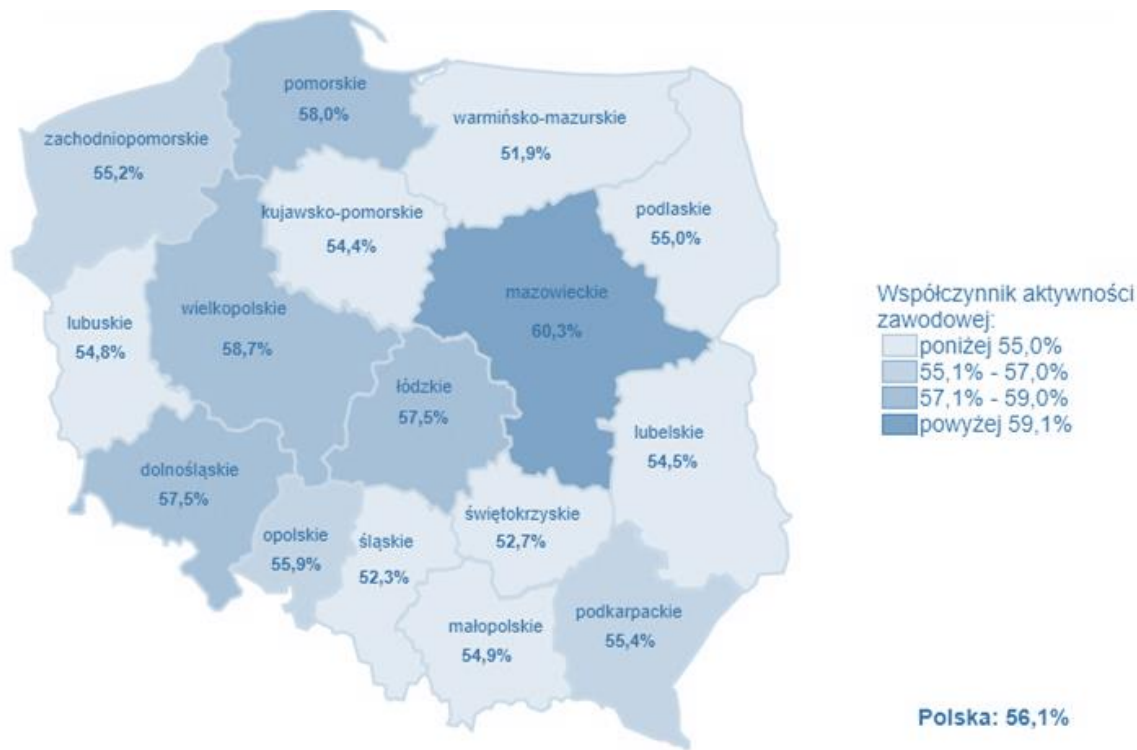 pomorskie
58,0%
warmińsko-mazurskie
51,9%
zachodniopomorskie
55,2%
kujawsko-pomorskie
54,4%
podlaskie
55,0%
mazowieckie
60,3%
wielkopolskie
58,7%
lubuskie
54,8%
łódzkie
57,5%
lubelskie
54,5%
dolnośląskie
57,5%
opolskie
55,9%
śląskie
52,3%
świętokrzyskie
52,7%
małopolskie
54,9%
podkarpackie
55,4%
Współczynnik aktywności
zawodowej:
poniżej 55,0%
55,1% - 57,0%
57,1% - 59,0%
powyżej 59,1%
Polska: 56,1%